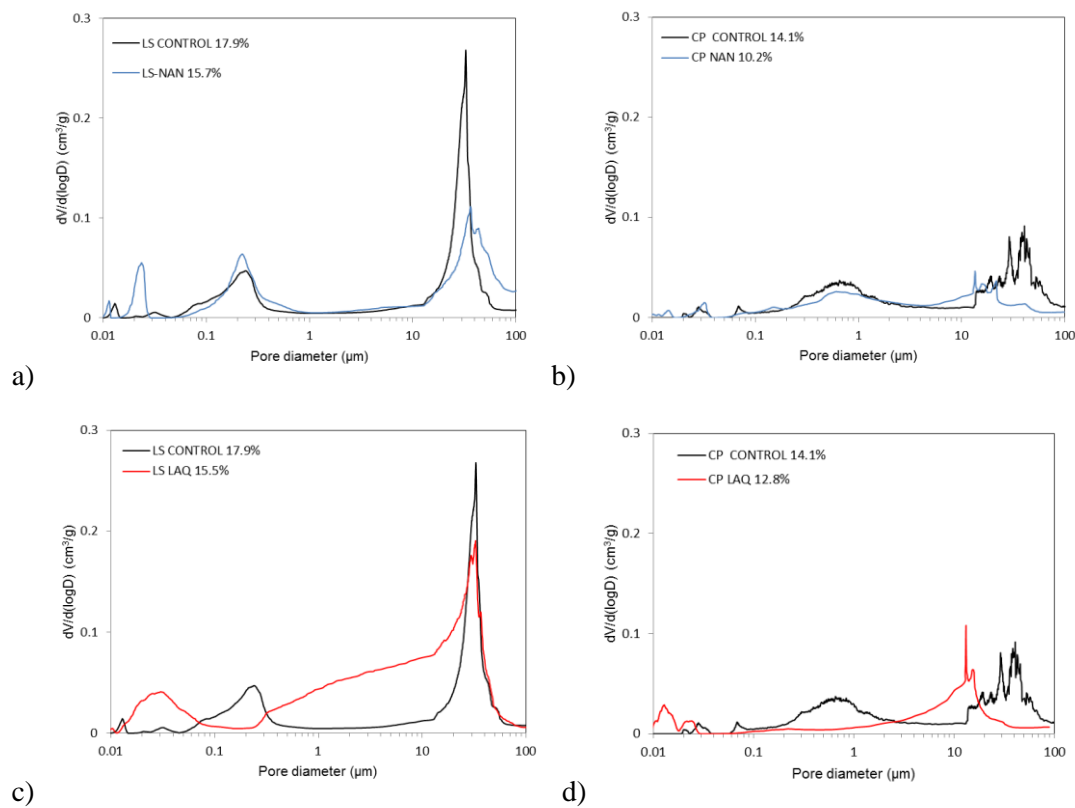 LS CONTROL 17.9%
LS-NAN 15.7%
dV/d(logD) (cm³/g)
0.3
0.2
0.1
0
0.01 0.1 1 10 100
Pore diameter (µm)
a)
CP CONTROL 14.1%
CP NAN 10.2%
dV/d(logD) (cm³/g)
0.3
0.2
0.1
0
0.01 0.1 1 10 100
Pore diameter (µm)
b)
LS CONTROL 17.9%
LS LAQ 15.5%
dV/d(logD) (cm³/g)
0.3
0.2
0.1
0
0.01 0.1 1 10 100
Pore diameter (µm)
c)
CP CONTROL 14.1%
CP LAQ 12.8%
dV/d(logD) (cm³/g)
0.3
0.2
0.1
0
0.01 0.1 1 10 100
Pore diameter (µm)
d)